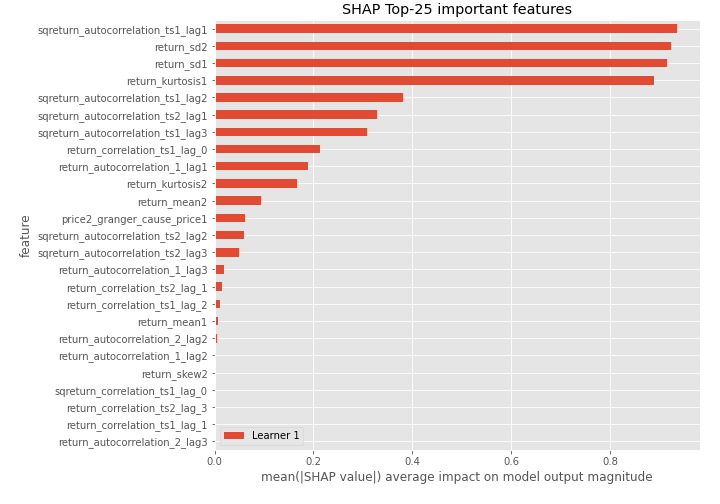 SHAP Top-25 important features
sqreturn_autocorrelation_ts1_lag1
return_sd2
return_sd1
return_kurtosis1
sqreturn_autocorrelation_ts1_lag2
sqreturn_autocorrelation_ts2_lag1
sqreturn_autocorrelation_ts1_lag3
return_correlation_ts1_lag_0
return_autocorrelation_1_lag1
return_kurtosis2
return_mean2
price2_granger_cause_price1
sqreturn_autocorrelation_ts2_lag2
sqreturn_autocorrelation_ts2_lag3
return_autocorrelation_1_lag3
return_correlation_ts2_lag_1
return_correlation_ts1_lag_2
return_mean1
return_autocorrelation_2_lag2
return_autocorrelation_1_lag2
return_skew2
sqreturn_correlation_ts1_lag_0
return_correlation_ts2_lag_3
return_correlation_ts1_lag_1
return_autocorrelation_2_lag3
feature
Learner 1
0.0 0.2 0.4 0.6 0.8
mean(|SHAP value|) average impact on model output magnitude